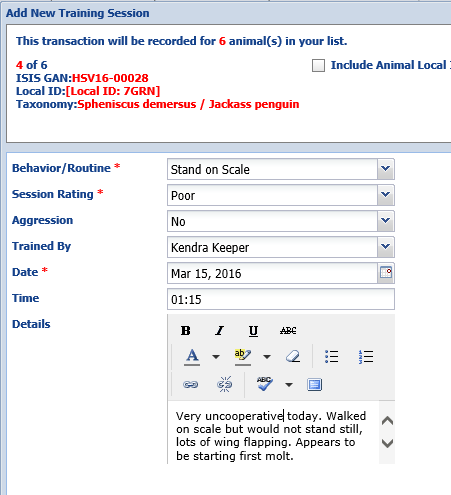 Add New Training Session
This transaction will be recorded for 6 animal(s) in your list.
4 of 6
Include Animal Local
ISIS GAN:HSV16-00028
Local ID:[Local ID: 7GRN]
Taxonomy:Spheniscus demersus / Jackass penguin
Behavior/Routine * Stand on Scale
Session Rating * Poor
Aggression No
Trained By Kendra Keeper
Date * Mar 15, 2016
Time 01:15
Details
B I U ABC
A ab
ABC
Very uncooperative today. Walked
on scale but would not stand still,
lots of wing flapping. Appears to
be starting first molt.